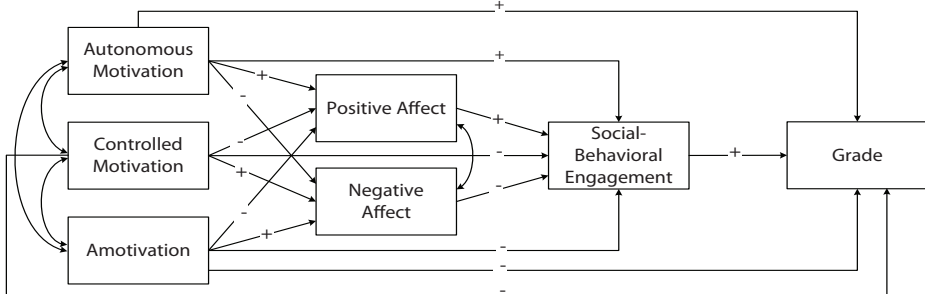 +
Autonomous
Motivation
+
+
-
Positive Affect
+
-
Controlled
Motivation
-
Social-
Behavioral
Engagement
+
Grade
+
Negative
Affect
-
-
Amotivation
+
-
-
-